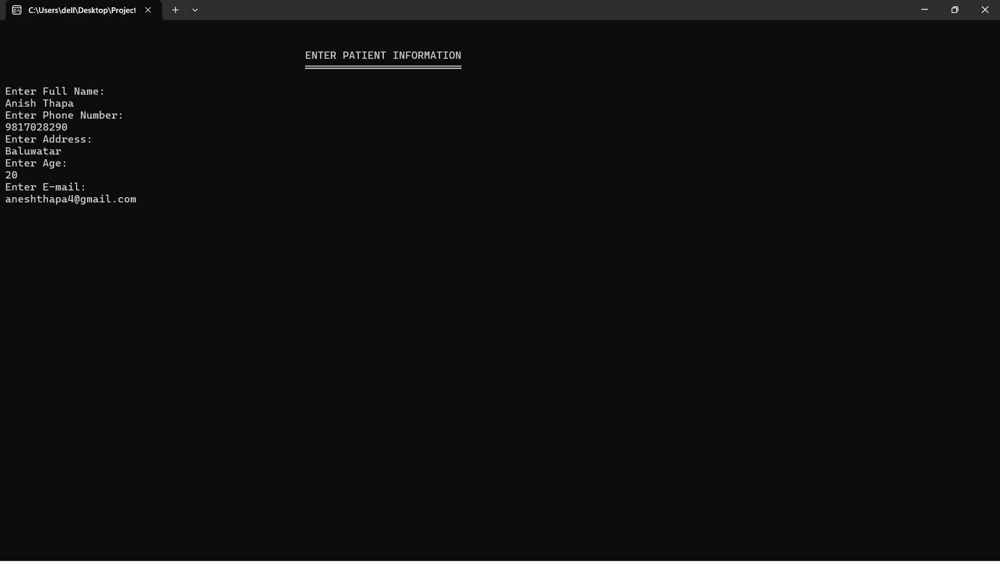 C:\Users\dell\Desktop\Project
ENTER PATIENT INFORMATION
Enter Full Name:
Anish Thapa
Enter Phone Number:
9817028290
Enter Address:
Baluwatar
Enter Age:
20
Enter E-mail:
aneshthapa4@gmail.com